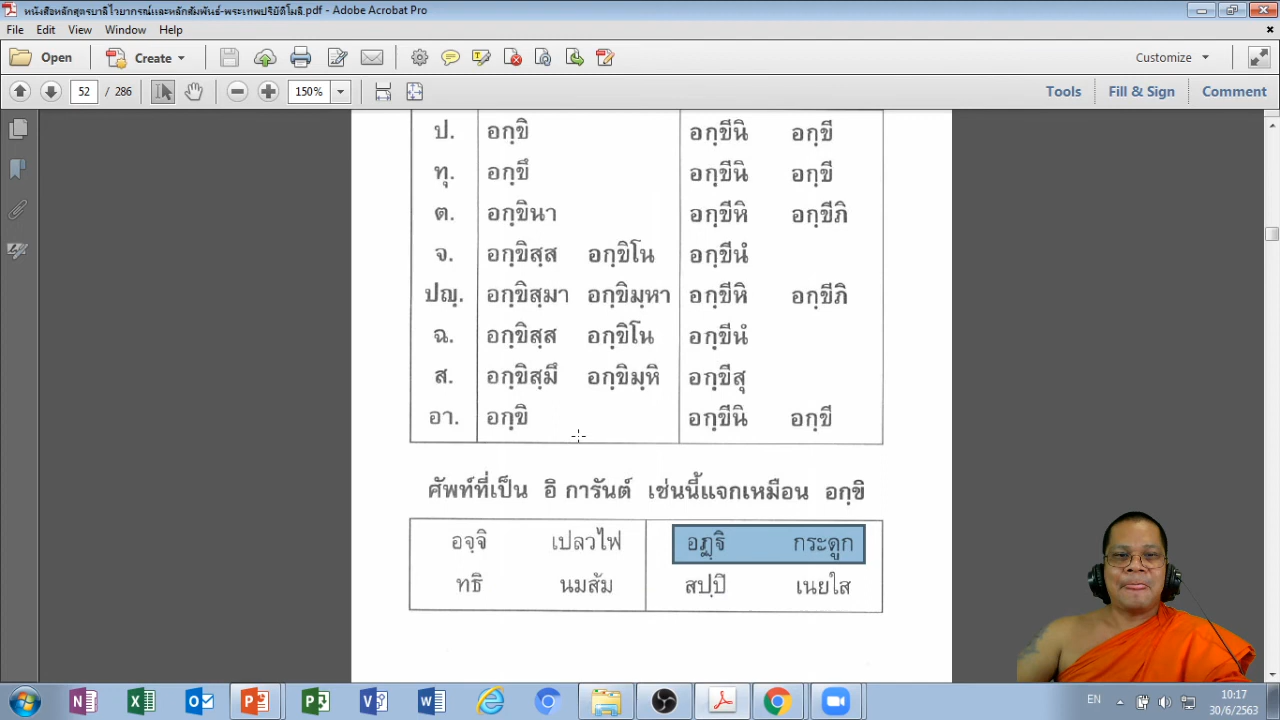 หนังสือหลักสูตรบาลีไวยากรณ์และหลักสัมพันธ์-พระเทพปริยัติโมลี.pdf - Adobe Acrobat Pro
File Edit View Window Help
Open Create Customize
52 / 286 150% Tools Fill & Sign Comment
ป. อกฺขิ อกฺขีนิ อกฺขี
ทุ. อกฺขึ อกฺขีนิ อกฺขี
ต. อกฺขินา อกฺขีหิ อกฺขีภิ
จ. อกฺขิสฺส อกฺขิโน อกฺขีนํ
ปญฺ. อกฺขิสฺมา อกฺขิมฺหา อกฺขีหิ อกฺขีภิ
ฉ. อกฺขิสฺส อกฺขิโน อกฺขีนํ
ส. อกฺขิสฺมึ อกฺขิมฺหิ อกฺขีสุ
อา. อกฺขิ อกฺขีนิ อกฺขี
ศัพท์ที่เป็น อิ การันต์ เช่นนี้แจกเหมือน อกฺขิ
อจฺจิ เปลวไฟ อฏฺฐิ กระดูก
ทธิ นมส้ม สปฺปิ เนยใส
EN 10:17
30/6/2563